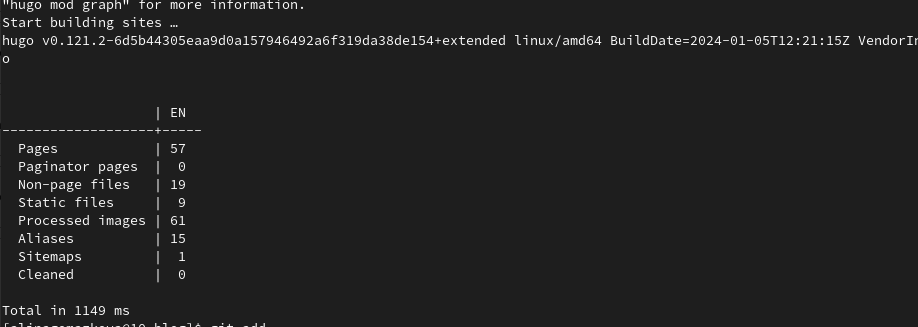 "hugo mod graph" for more information.
Start building sites …
hugo v0.121.2-6d5b44305eaa9d0a157946492a6f319da38de154+extended linux/amd64 BuildDate=2024-01-05T12:21:15Z VendorIn
o
| EN
-------------------+-----
Pages | 57
Paginator pages | 0
Non-page files | 19
Static files | 9
Processed images | 61
Aliases | 15
Sitemaps | 1
Cleaned | 0
Total in 1149 ms
blog]$ git add